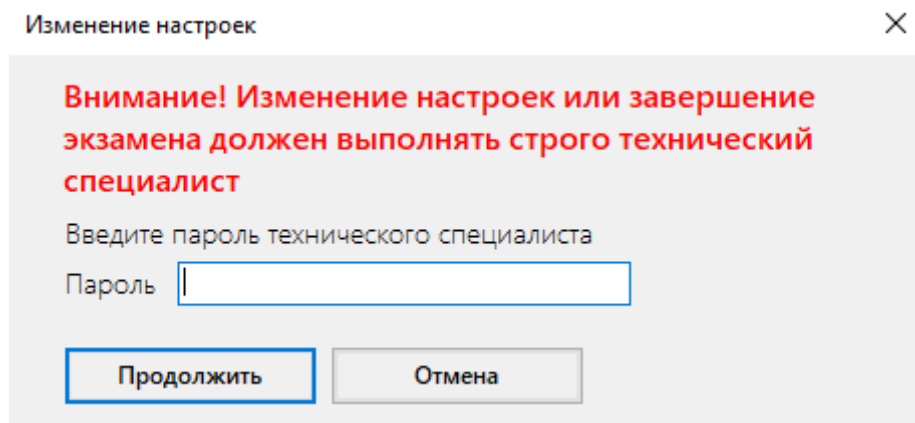 Изменение настроек
Внимание! Изменение настроек или завершение
экзамена должен выполнять строго технический
специалист
Введите пароль технического специалиста
Пароль
Продолжить Отмена